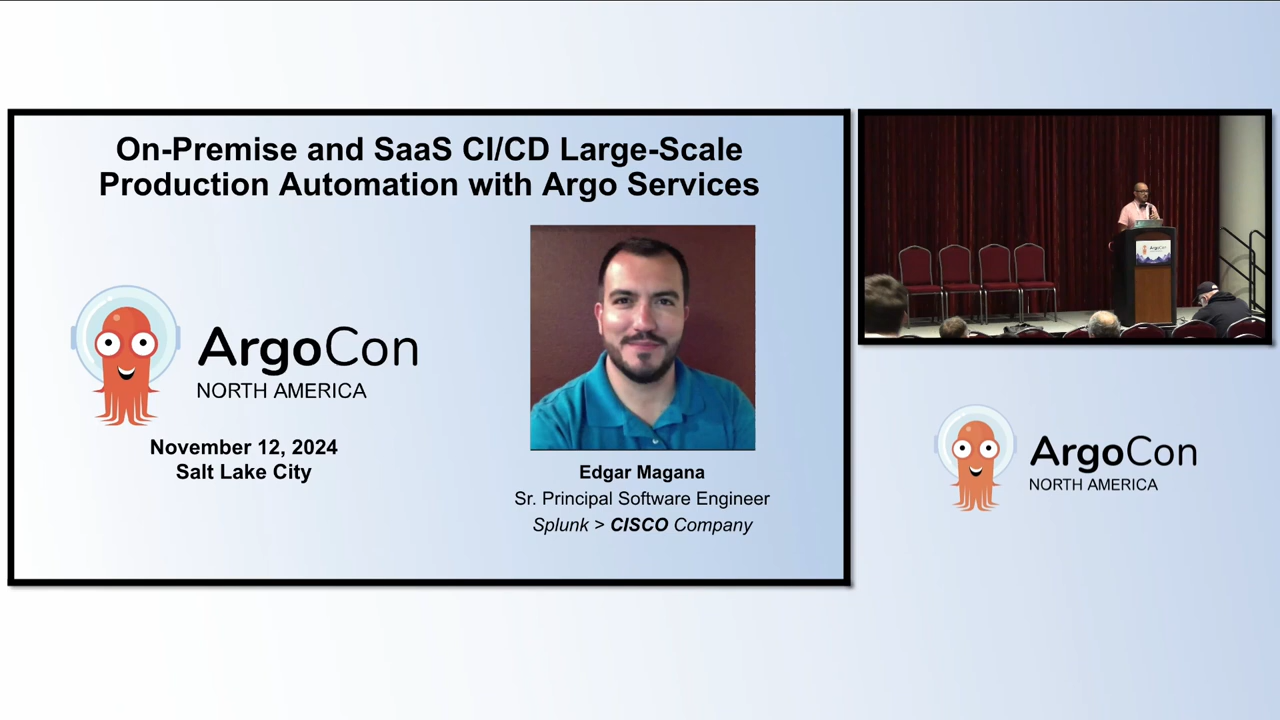 On-Premise and SaaS CI/CD Large-Scale
Production Automation with Argo Services
ArgoCon
NORTH AMERICA
November 12, 2024
Salt Lake City
Edgar Magana
Sr. Principal Software Engineer
Splunk > CISCO Company
ArgoCon
ArgoCon
NORTH AMERICA